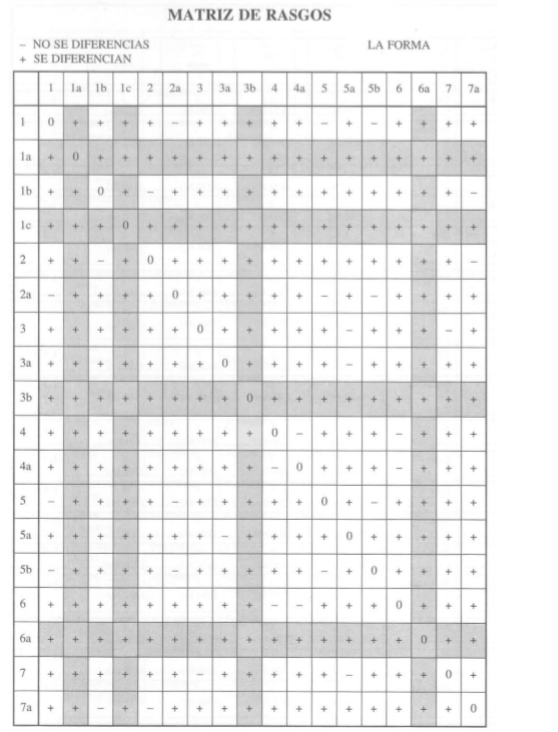 MATRIZ DE RASGOS
– NO SE DIFERENCIAS LA FORMA
+ SE DIFERENCIAN
1 1a 1b 1c 2 2a 3 3a 3b 4 4a 5 5a 5b 6 6a 7 7a
1 0 + + + + – + + + + + – + – + + + +
1a + 0 + + + + + + + + + + + + + + + +
1b + + 0 + – + + + + + + + + + + + + –
1c + + + 0 + + + + + + + + + + + + + +
2 + + – + 0 + + + + + + + + + + + + –
2a – + + + + 0 + + + + + – + – + + + +
3 + + + + + + 0 + + + + + – + + + – +
3a + + + + + + + 0 + + + + – + + + + +
3b + + + + + + + + 0 + + + + + + + + +
4 + + + + + + + + + 0 – + + + – + + +
4a + + + + + + + + + – 0 + + + – + + +
5 – + + + + – + + + + + 0 + – + + + +
5a + + + + + + + – + + + + 0 + + + + +
5b – + + + + – + + + + + – + 0 + + + +
6 + + + + + + + + + – – + + + 0 + + +
6a + + + + + + + + + + + + + + + 0 + +
7 + + + + + + – + + + + + – + + + 0 +
7a + + – + – + + + + + + + + + + + + 0